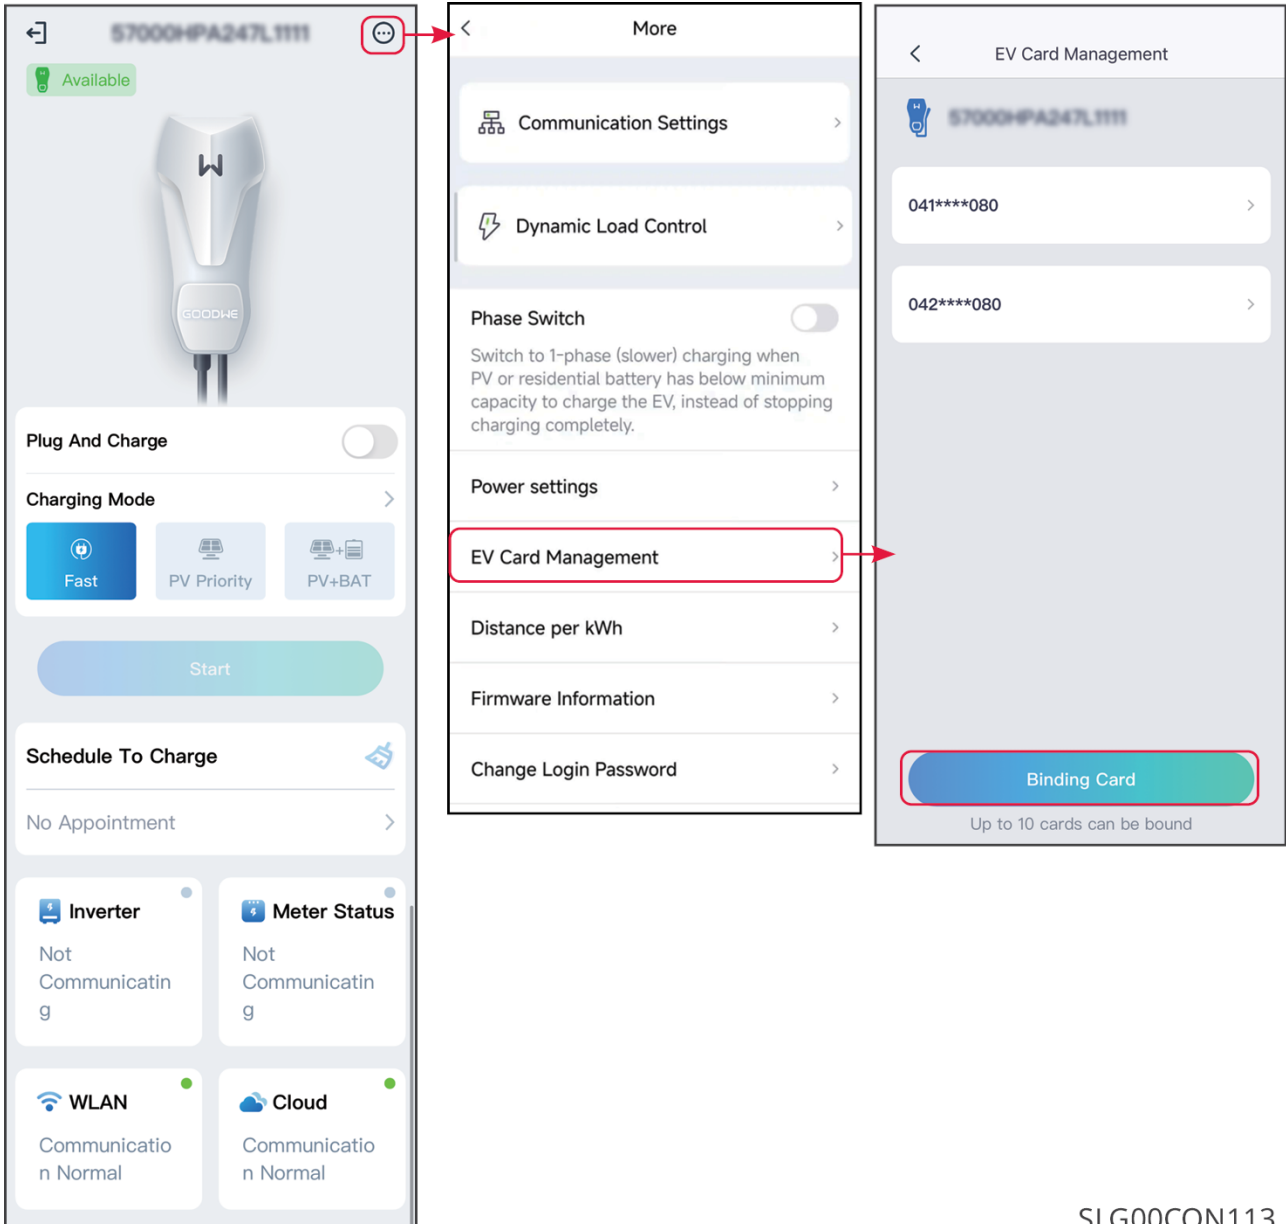 Available
GOODWE
Plug And Charge
Charging Mode
Fast
PV Priority
PV+BAT
Start
Schedule To Charge
No Appointment
Inverter
Not
Communicatin
g
Meter Status
Not
Communicatin
g
WLAN
Communicatio
n Normal
Cloud
Communicatio
n Normal
More
Communication Settings
Dynamic Load Control
Phase Switch
Switch to 1-phase (slower) charging when
PV or residential battery has below minimum
capacity to charge the EV, instead of stopping
charging completely.
Power settings
EV Card Management
Distance per kWh
Firmware Information
Change Login Password
EV Card Management
041****080
042****080
Binding Card
Up to 10 cards can be bound
SLG00CON113